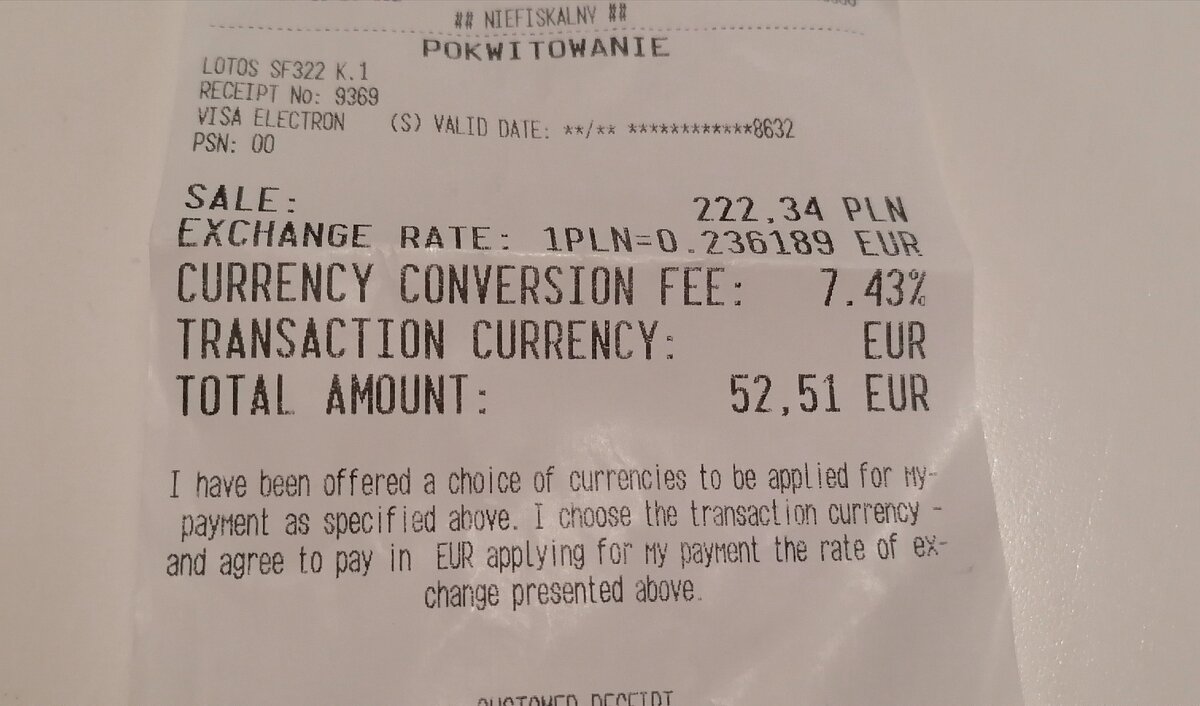 ## NIEFISKALNY ##
POKWITOWANIE
LOTOS SF322 K.1
RECEIPT No: 9369
VISA ELECTRON (S) VALID DATE: **/** ************8632
PSN: 00
SALE: 222,34 PLN
EXCHANGE RATE: 1PLN=0.236189 EUR
CURRENCY CONVERSION FEE: 7.43%
TRANSACTION CURRENCY: EUR
TOTAL AMOUNT: 52,51 EUR
I have been offered a choice of currencies to be applied for my-
payment as specified above. I choose the transaction currency -
and agree to pay in EUR applying for my payment the rate of ex-
change presented above.
CUSTOMER RECEIPT